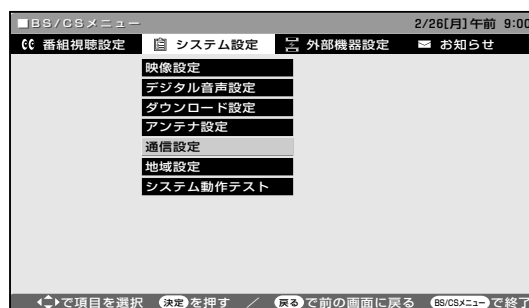 ■BS/CSメニュー 2/26[月]午前 9:00
番組視聴設定 システム設定 外部機器設定 お知らせ
映像設定
デジタル音声設定
ダウンロード設定
アンテナ設定
通信設定
地域設定
システム動作テスト
で項目を選択 決定を押す / 戻るで前の画面に戻る BS/CSメニューで終了